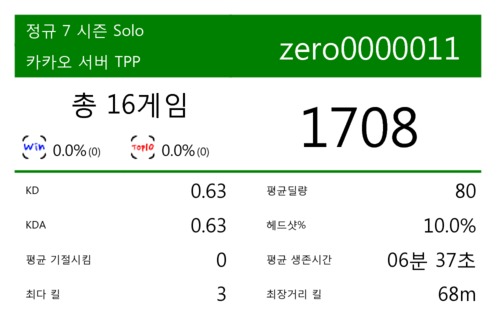 정규 7 시즌 Solo
카카오 서버 TPP
zero0000011
총 16게임
Win 0.0% (0)
Top10 0.0% (0)
1708
KD 0.63
평균딜량 80
KDA 0.63
헤드샷% 10.0%
평균 기절시킴 0
평균 생존시간 06분 37초
최다 킬 3
최장거리 킬 68m